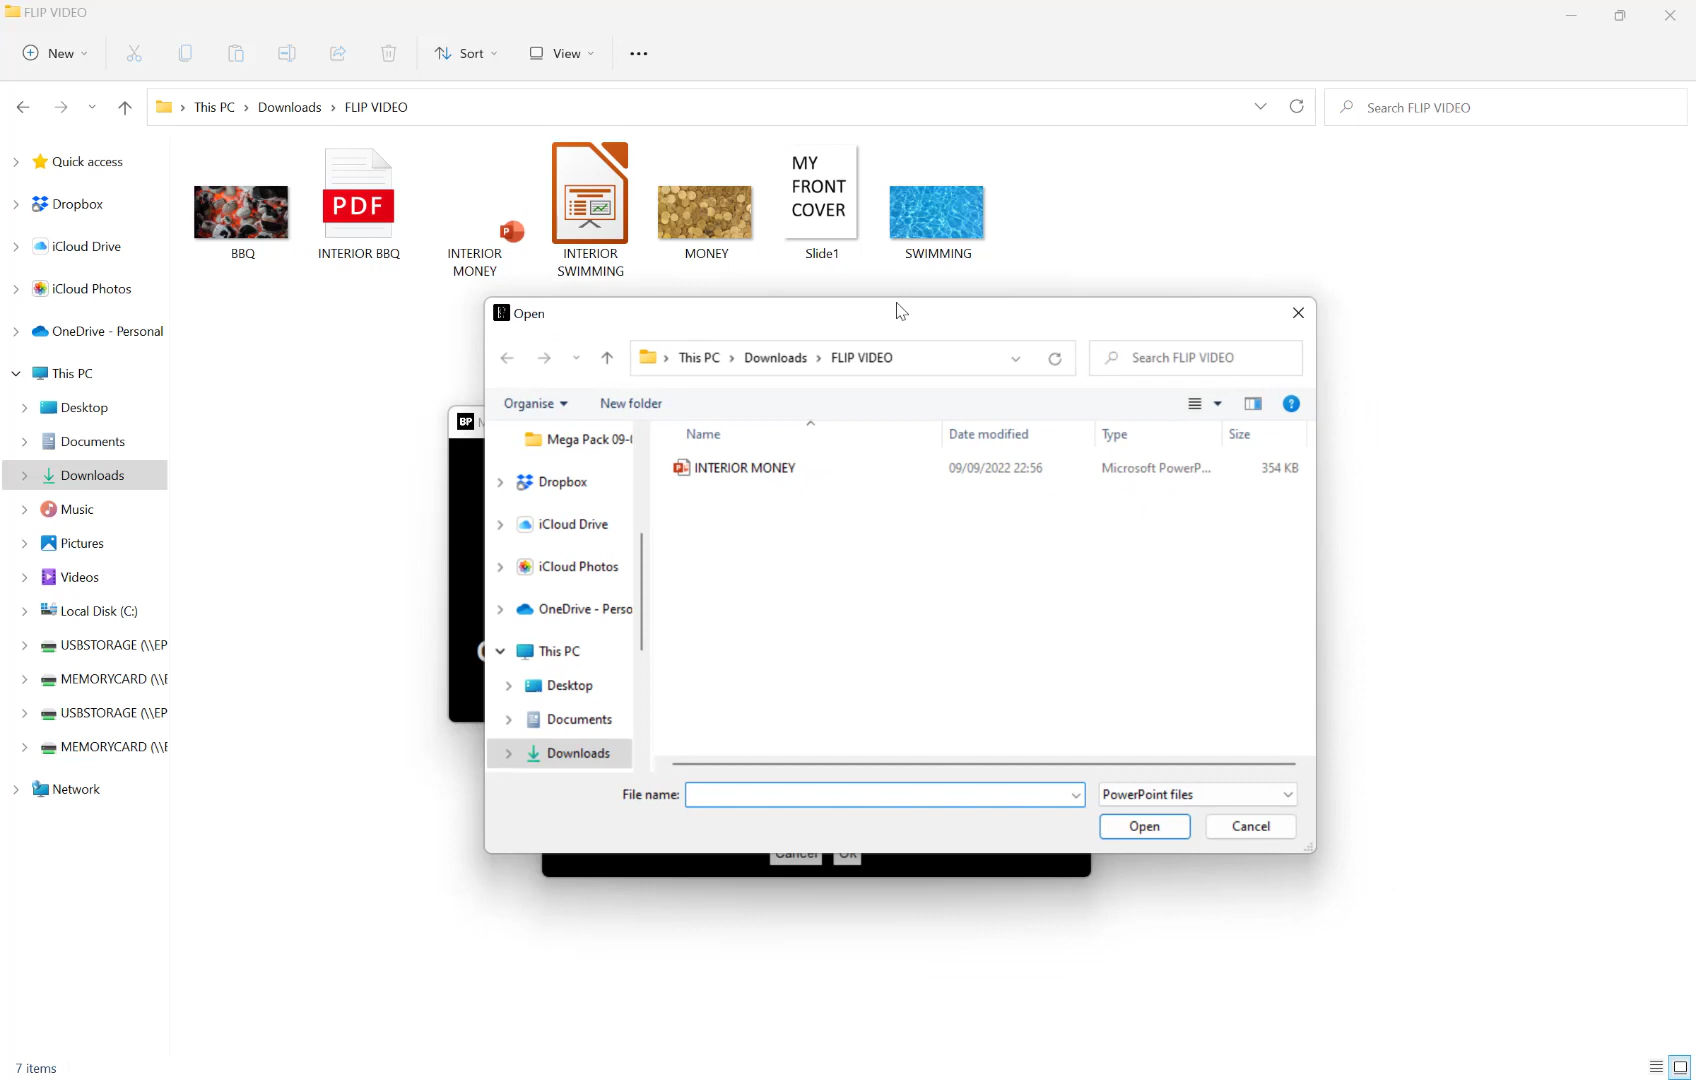 FLIP VIDEO
New
Sort
View
This PC > Downloads > FLIP VIDEO
Search FLIP VIDEO
Quick access
Dropbox
iCloud Drive
iCloud Photos
OneDrive - Personal
This PC
Desktop
Documents
Downloads
Music
Pictures
Videos
Local Disk (C:)
USBSTORAGE (\\EP
MEMORYCARD (\\E
USBSTORAGE (\\EP
MEMORYCARD (\\E
Network
BBQ
PDF
INTERIOR BBQ
INTERIOR
MONEY
INTERIOR
SWIMMING
MONEY
MY
FRONT
COVER
Slide1
SWIMMING
BP
Open
This PC > Downloads > FLIP VIDEO
Search FLIP VIDEO
Organise
New folder
Name
Date modified
Type
Size
INTERIOR MONEY
09/09/2022 22:56
Microsoft PowerP...
354 KB
Mega Pack 09-
Dropbox
iCloud Drive
iCloud Photos
OneDrive - Perso
This PC
Desktop
Documents
Downloads
File name:
PowerPoint files
Open
Cancel
Cancel
OK
7 items